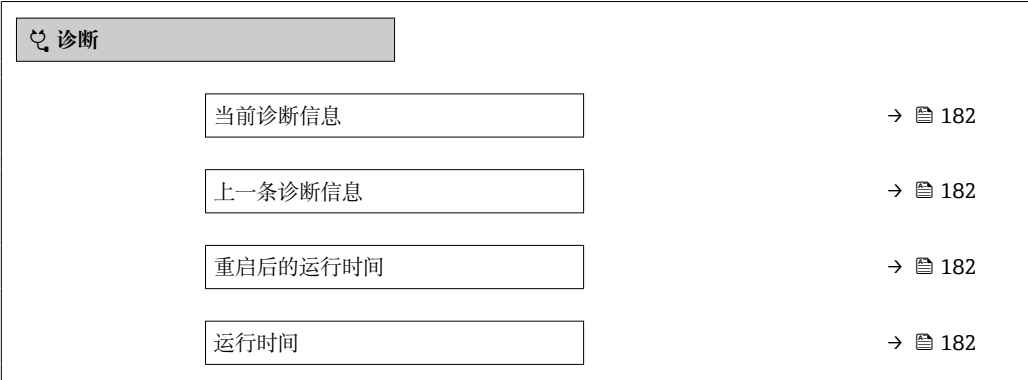 诊断
当前诊断信息 → 182
上一条诊断信息 → 182
重启后的运行时间 → 182
运行时间 → 182